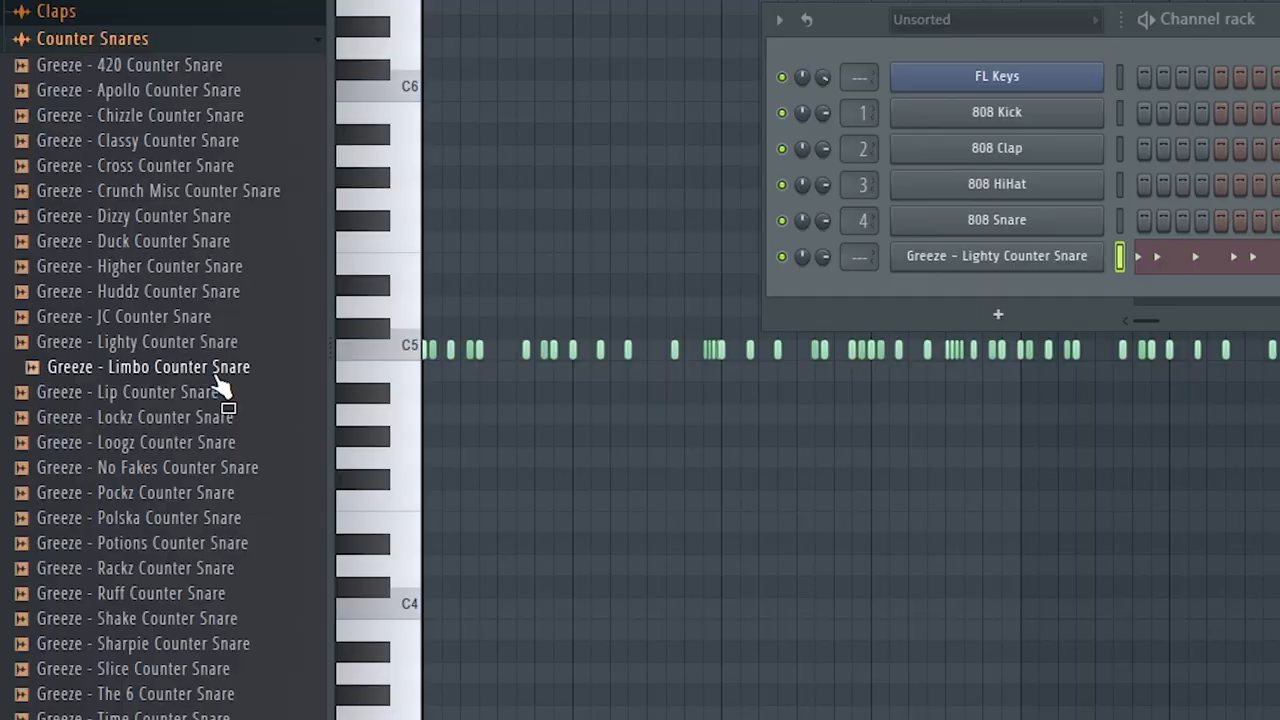 Claps
Counter Snares
Greeze - 420 Counter Snare
Greeze - Apollo Counter Snare
Greeze - Chizzle Counter Snare
Greeze - Classy Counter Snare
Greeze - Cross Counter Snare
Greeze - Crunch Misc Counter Snare
Greeze - Dizzy Counter Snare
Greeze - Duck Counter Snare
Greeze - Higher Counter Snare
Greeze - Huddz Counter Snare
Greeze - JC Counter Snare
Greeze - Lighty Counter Snare
Greeze - Limbo Counter Snare
Greeze - Lip Counter Snare
Greeze - Lockz Counter Snare
Greeze - Loogz Counter Snare
Greeze - No Fakes Counter Snare
Greeze - Pockz Counter Snare
Greeze - Polska Counter Snare
Greeze - Potions Counter Snare
Greeze - Rackz Counter Snare
Greeze - Ruff Counter Snare
Greeze - Shake Counter Snare
Greeze - Sharpie Counter Snare
Greeze - Slice Counter Snare
Greeze - The 6 Counter Snare
Greeze - Time Counter Snare
C6
C5
C4
Unsorted
Channel rack
--- FL Keys
1 808 Kick
2 808 Clap
3 808 HiHat
4 808 Snare
--- Greeze - Lighty Counter Snare
+